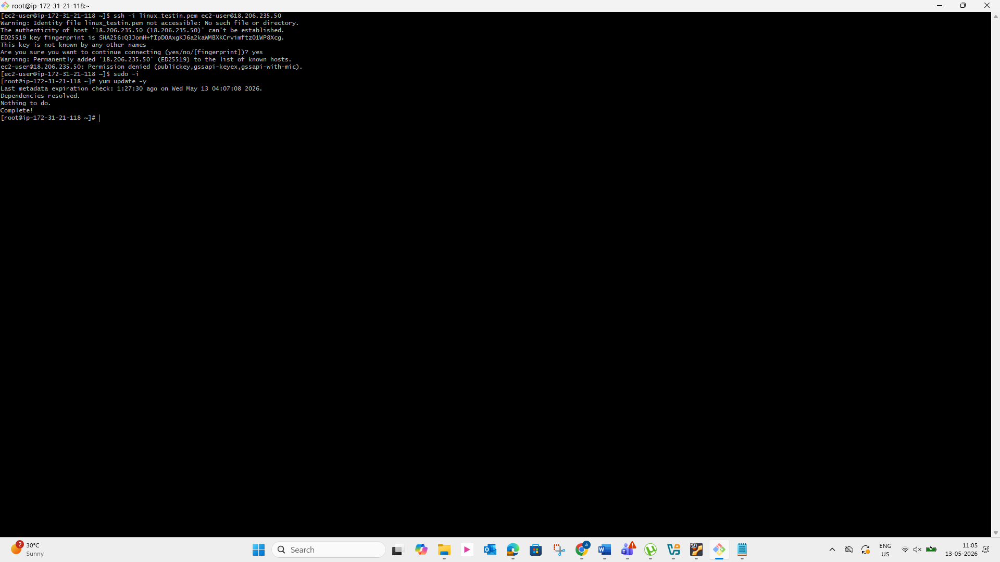 root@ip-172-31-21-118:~
[ec2-user@ip-172-31-21-118 ~]$ ssh -i linux_testin.pem ec2-user@18.206.235.50
Warning: Identity file linux_testin.pem not accessible: No such file or directory.
The authenticity of host '18.206.235.50 (18.206.235.50)' can't be established.
ED25519 key fingerprint is SHA256:Q3JomH+fIpDOAxgKJ6a2kaWMBXKCrvimftzO1WP8Xcg.
This key is not known by any other names
Are you sure you want to continue connecting (yes/no/[fingerprint])? yes
Warning: Permanently added '18.206.235.50' (ED25519) to the list of known hosts.
ec2-user@18.206.235.50: Permission denied (publickey,gssapi-keyex,gssapi-with-mic).
[ec2-user@ip-172-31-21-118 ~]$ sudo -i
[root@ip-172-31-21-118 ~]# yum update -y
Last metadata expiration check: 1:27:30 ago on Wed May 13 04:07:08 2026.
Dependencies resolved.
Nothing to do.
Complete!
[root@ip-172-31-21-118 ~]#
2
30°C
Sunny
Search
a
ENG
US
11:05
13-05-2026